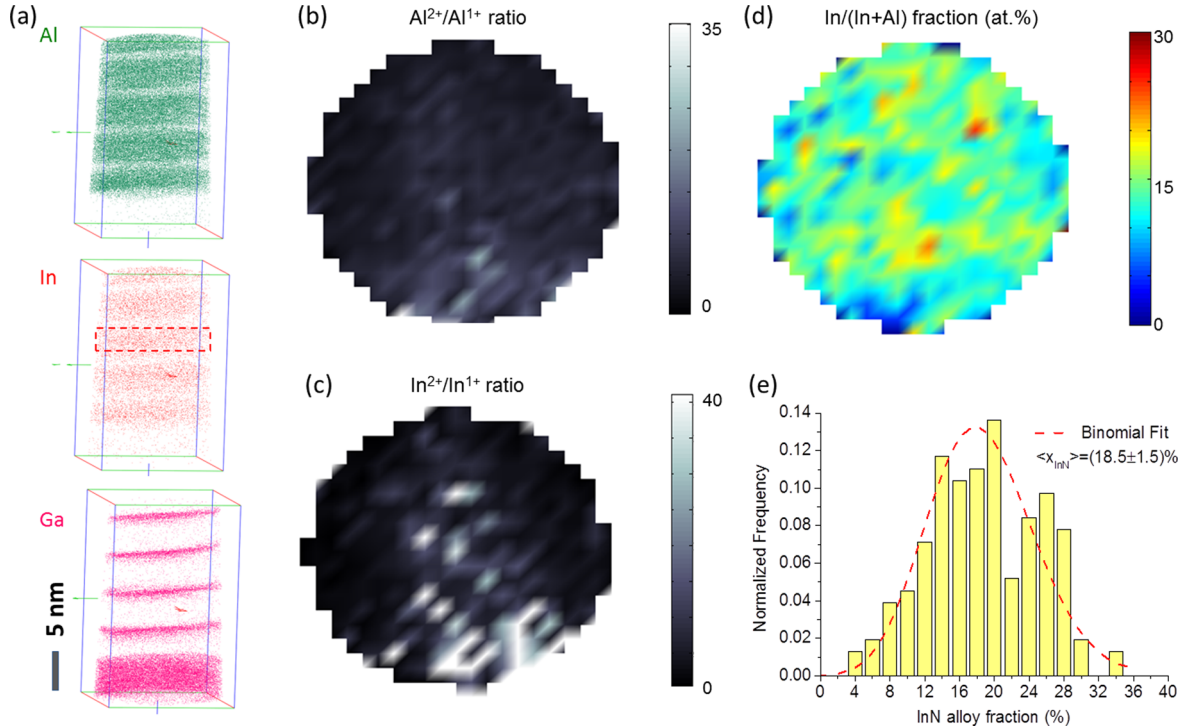 (a)
Al
In
Ga
5 nm
(b)
Al2+/Al1+ ratio
35
0
(c)
In2+/In1+ ratio
40
0
(d)
In/(In+Al) fraction (at.%)
30
15
0
(e)
0.14
0.12
0.10
0.08
0.06
0.04
0.02
0.00
Normalized Frequency
Binomial Fit
<xInN>=(18.5±1.5)%
0 4 8 12 16 20 24 28 32 36 40
InN alloy fraction (%)